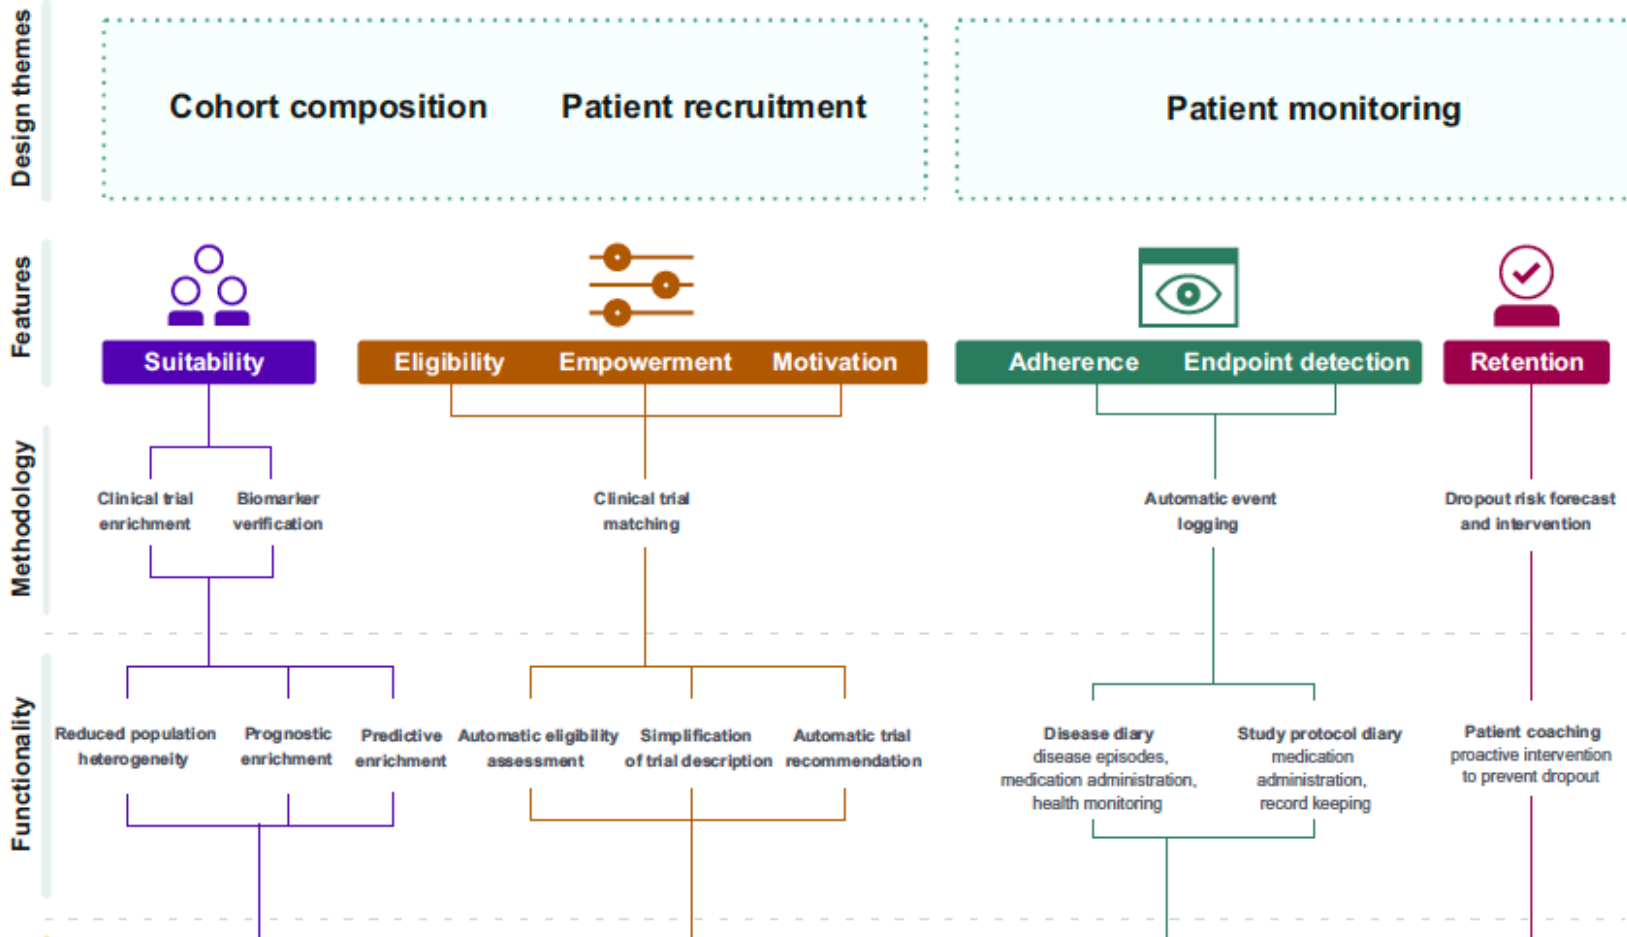 Design themes
Cohort composition
Patient recruitment
Patient monitoring
Features
Suitability
Eligibility
Empowerment
Motivation
Adherence
Endpoint detection
Retention
Methodology
Clinical trial
enrichment
Biomarker
verification
Clinical trial
matching
Automatic event
logging
Dropout risk forecast
and intervention
Functionality
Reduced population
heterogeneity
Prognostic
enrichment
Predictive
enrichment
Automatic eligibility
assessment
Simplification
of trial description
Automatic trial
recommendation
Disease diary
disease episodes,
medication administration,
health monitoring
Study protocol diary
medication
administration,
record keeping
Patient coaching
proactive intervention
to prevent dropout